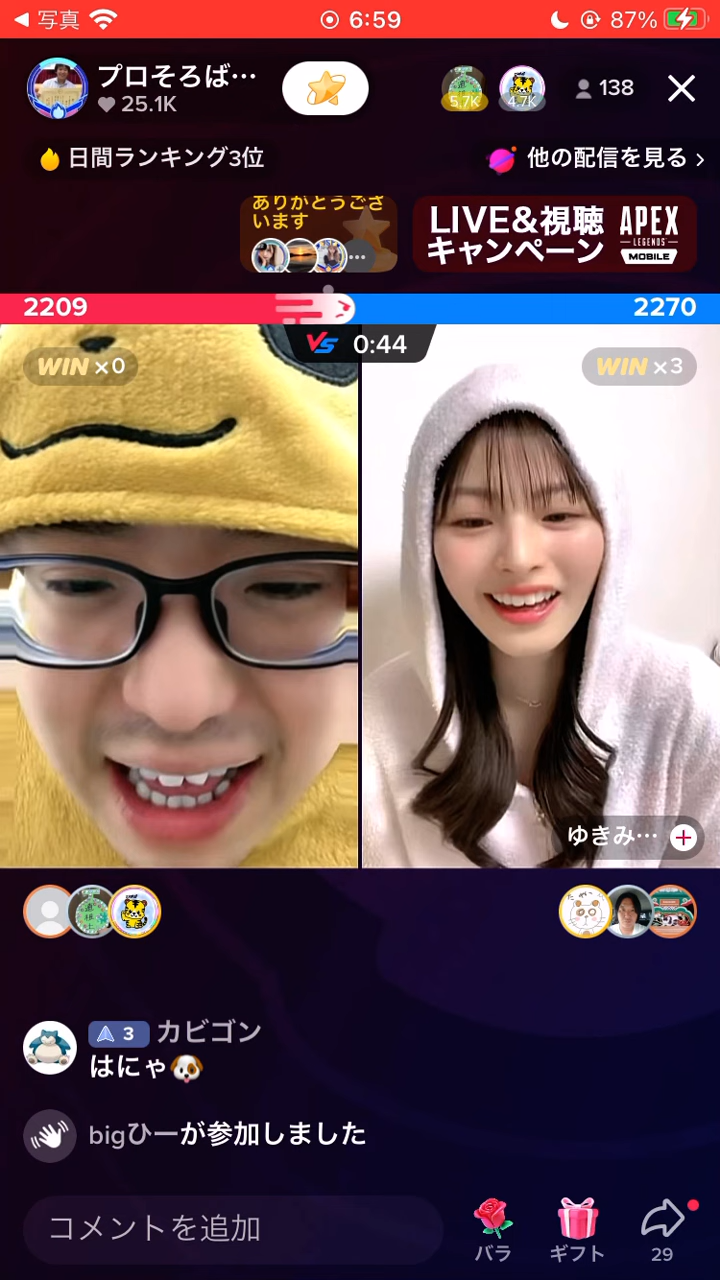 写真
6:59
87%
プロそろば…
25.1K
5.7K
4.7K
138
日間ランキング3位
他の配信を見る
ありがとうござ
います
LIVE&視聴
キャンペーン
APEX
LEGENDS
MOBILE
2209
2270
VS 0:44
WIN ×0
WIN ×3
ゆきみ…
3 カビゴン
はにゃ🐶
bigひーが参加しました
コメントを追加
バラ
ギフト
29